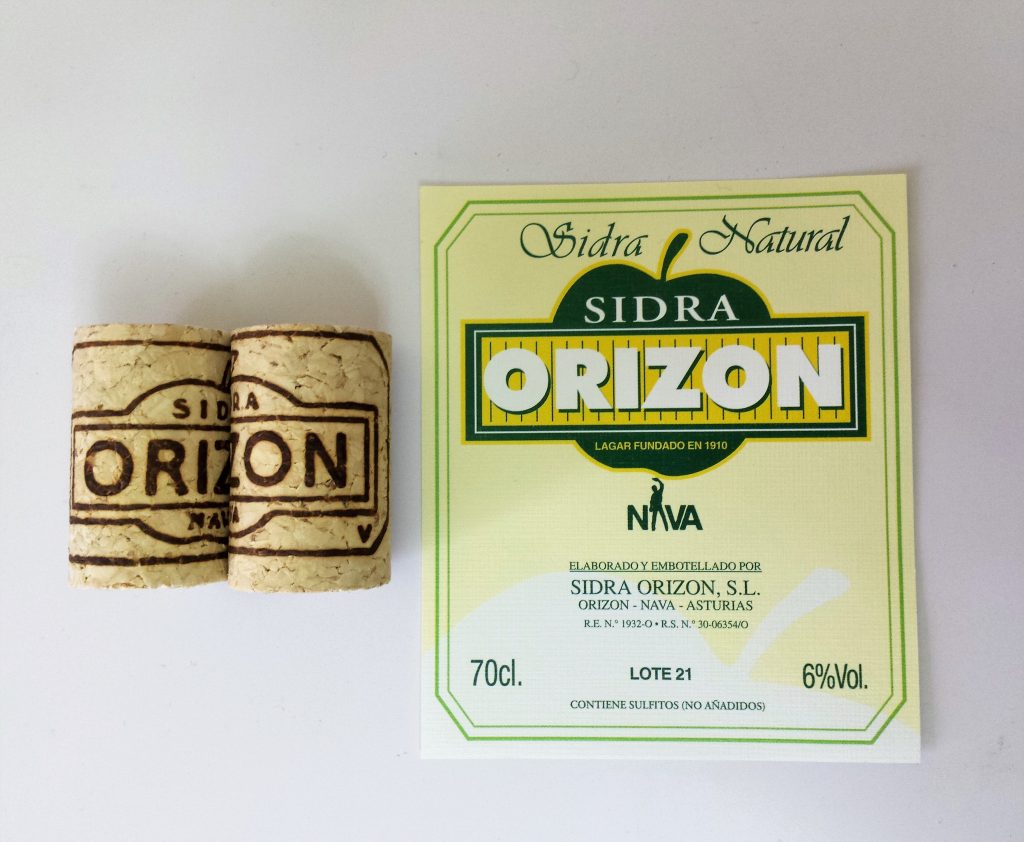 SIDRA
ORIZON
NAVA
V
Sidra Natural
SIDRA
ORIZON
LAGAR FUNDADO EN 1910
NAVA
ELABORADO Y EMBOTELLADO POR
SIDRA ORIZON, S.L.
ORIZON - NAVA - ASTURIAS
R.E. N.° 1932-O • R.S. N.° 30-06354/O
70cl.
LOTE 21
6%Vol.
CONTIENE SULFITOS (NO AÑADIDOS)